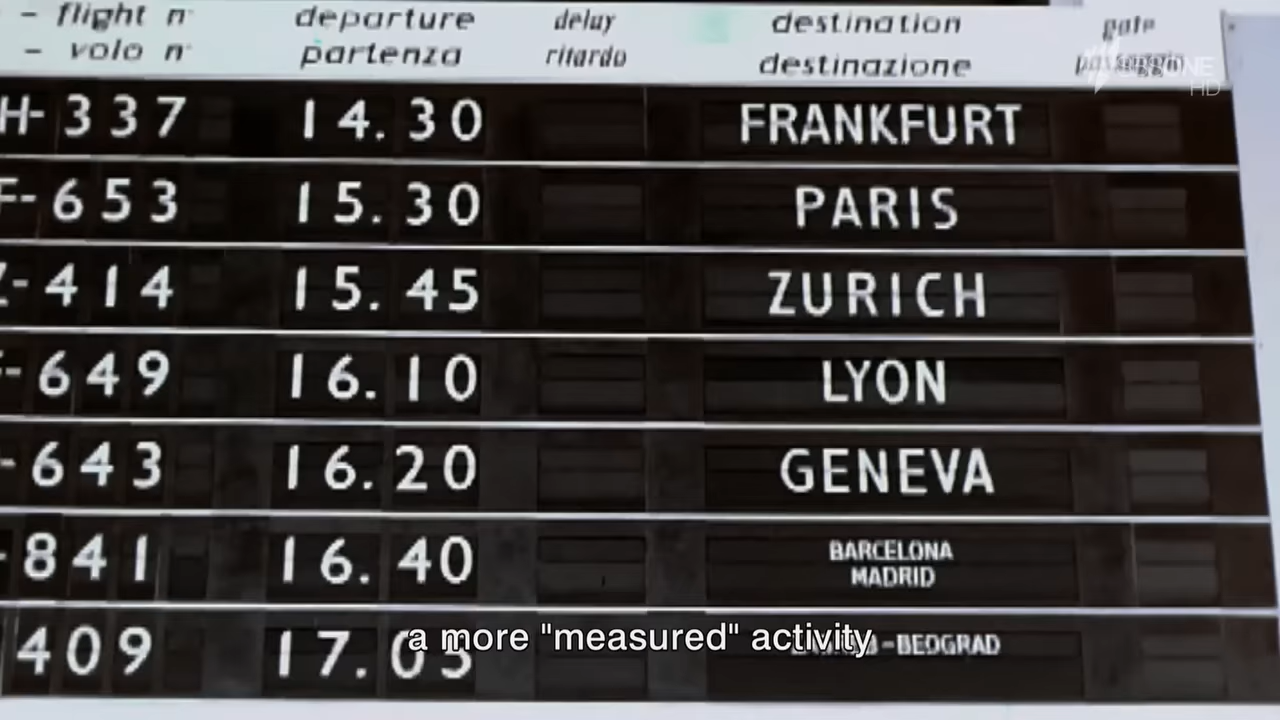 - flight n° departure delay destination gate
- volo n° partenza ritardo destinazione passaggio
ONE
HD
H-337 14.30 FRANKFURT
F-653 15.30 PARIS
Z-414 15.45 ZURICH
-649 16.10 LYON
-643 16.20 GENEVA
-841 16.40 BARCELONA
MADRID
409 17.05 -BEOGRAD
a more "measured" activity